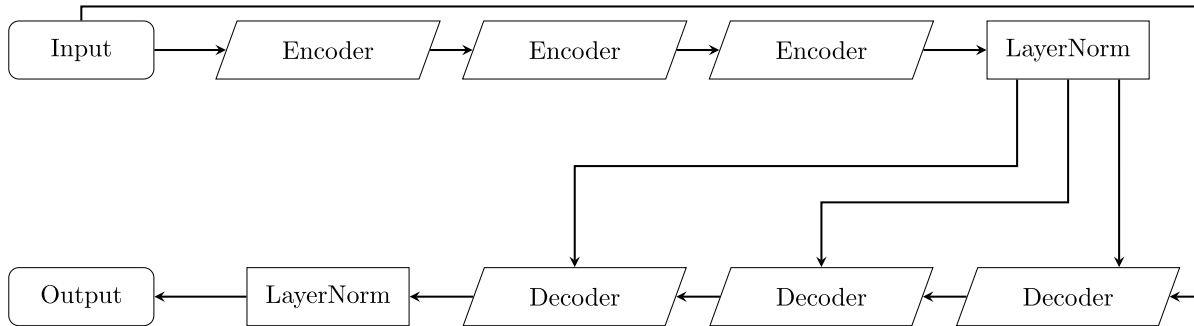 Input
Encoder
Encoder
Encoder
LayerNorm
Output
LayerNorm
Decoder
Decoder
Decoder